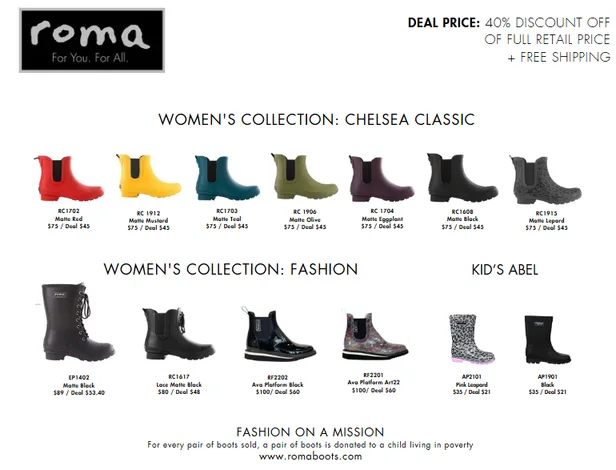 roma
For You. For All.
DEAL PRICE: 40% DISCOUNT OFF
OF FULL RETAIL PRICE
+ FREE SHIPPING
WOMEN'S COLLECTION: CHELSEA CLASSIC
RC1702
Matte Red
$75 / Deal $45
RC 1912
Matte Mustard
$75 / Deal $45
RC1703
Matte Teal
$75 / Deal $45
RC 1906
Matte Olive
$75 / Deal $45
RC 1704
Matte Eggplant
$75 / Deal $45
RC1608
Matte Black
$75 / Deal $45
RC1915
Matte Lepard
$75 / Deal $45
WOMEN'S COLLECTION: FASHION
EP1402
Matte Black
$89 / Deal $53.40
RC1617
Lace Matte Black
$80 / Deal $48
RF2202
Ava Platform Black
$100/ Deal $60
RF2201
Ava Platform Art22
$100/ Deal $60
KID'S ABEL
AP2101
Pink Leopard
$35 / Deal $21
AP1901
Black
$35 / Deal $21
FASHION ON A MISSION
For every pair of boots sold, a pair of boots is donated to a child living in poverty
www.romaboots.com